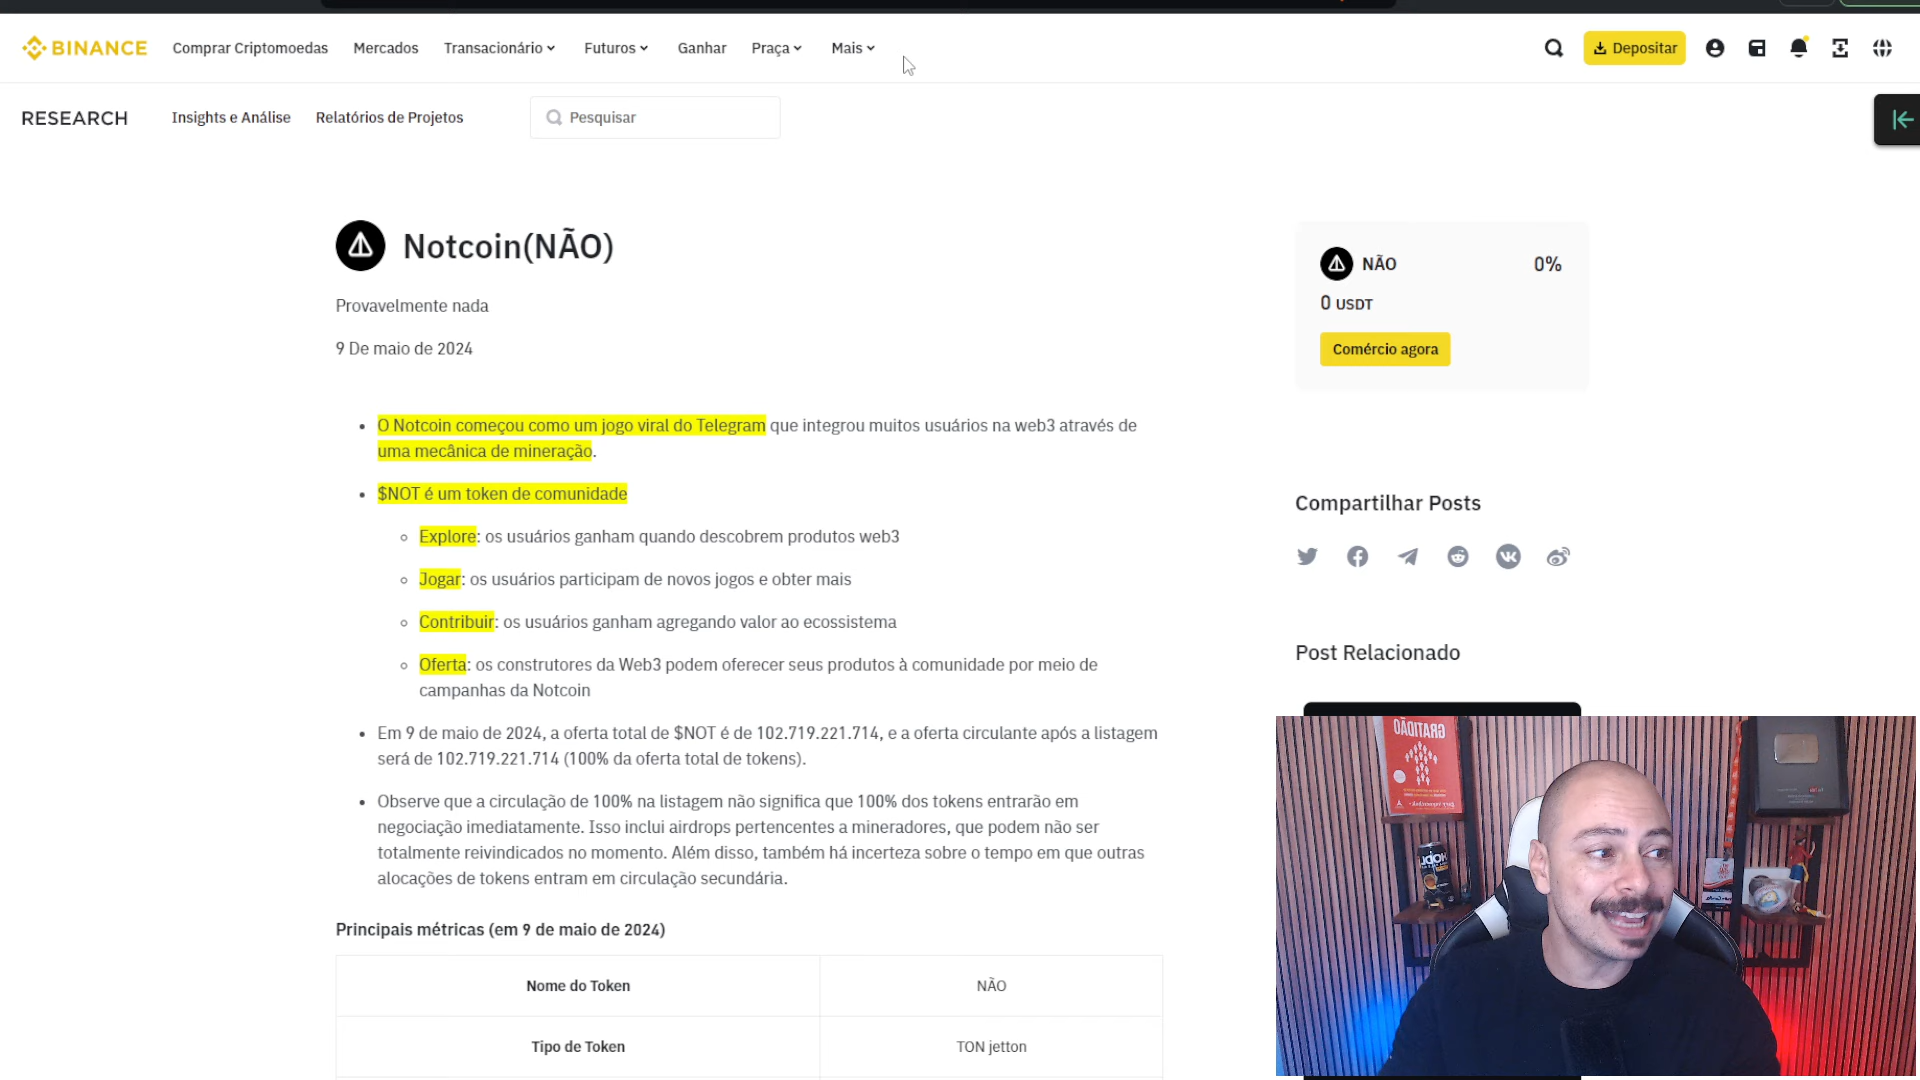 BINANCE
Comprar Criptomoedas
Mercados
Transacionário
Futuros
Ganhar
Praça
Mais
Depositar
RESEARCH
Insights e Análise
Relatórios de Projetos
Pesquisar
Notcoin(NÃO)
Provavelmente nada
9 De maio de 2024
O Notcoin começou como um jogo viral do Telegram que integrou muitos usuários na web3 através de
uma mecânica de mineração.
$NOT é um token de comunidade
Explore: os usuários ganham quando descobrem produtos web3
Jogar: os usuários participam de novos jogos e obter mais
Contribuir: os usuários ganham agregando valor ao ecossistema
Oferta: os construtores da Web3 podem oferecer seus produtos à comunidade por meio de
campanhas da Notcoin
Em 9 de maio de 2024, a oferta total de $NOT é de 102.719.221.714, e a oferta circulante após a listagem
será de 102.719.221.714 (100% da oferta total de tokens).
Observe que a circulação de 100% na listagem não significa que 100% dos tokens entrarão em
negociação imediatamente. Isso inclui airdrops pertencentes a mineradores, que podem não ser
totalmente reivindicados no momento. Além disso, também há incerteza sobre o tempo em que outras
alocações de tokens entram em circulação secundária.
Principais métricas (em 9 de maio de 2024)
Nome do Token
NÃO
Tipo de Token
TON jetton
NÃO
0%
0 USDT
Comércio agora
Compartilhar Posts
Post Relacionado
GRATIDÃO